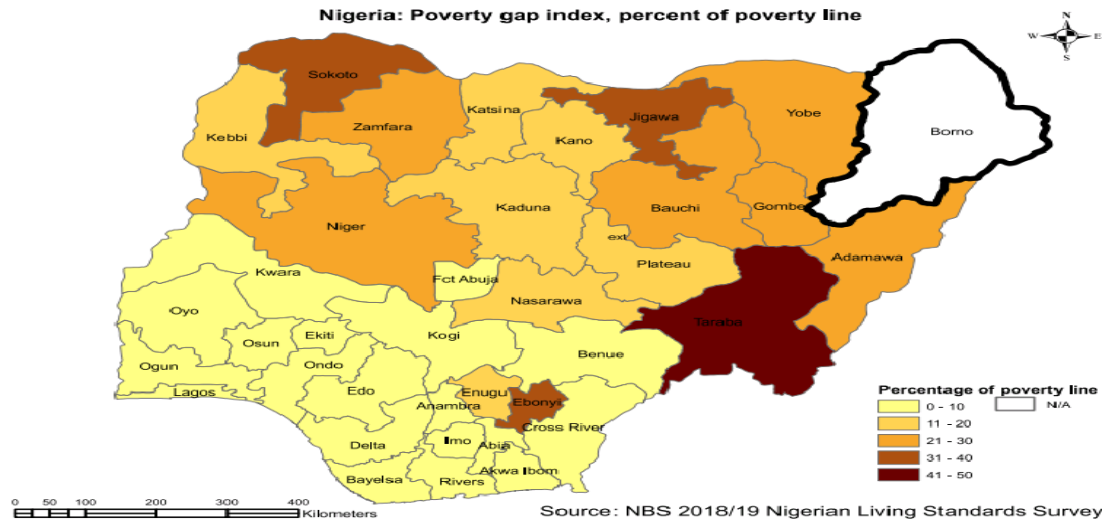 Nigeria: Poverty gap index, percent of poverty line
N
W E
S
Sokoto
Katsina
Jigawa
Yobe
Borno
Kebbi
Zamfara
Kano
Kaduna
Bauchi
Gombe
Niger
ext
Plateau
Adamawa
Kwara
Fct Abuja
Nasarawa
Taraba
Oyo
Kogi
Benue
Osun
Ekiti
Ogun
Ondo
Lagos
Edo
Enugu
Ebonyi
Anambra
Cross River
Delta
Imo
Abia
Akwa Ibom
Bayelsa
Rivers
Percentage of poverty line
0 - 10
N/A
11 - 20
21 - 30
31 - 40
41 - 50
0 50 100 200 300 400
Kilometers
Source: NBS 2018/19 Nigerian Living Standards Survey